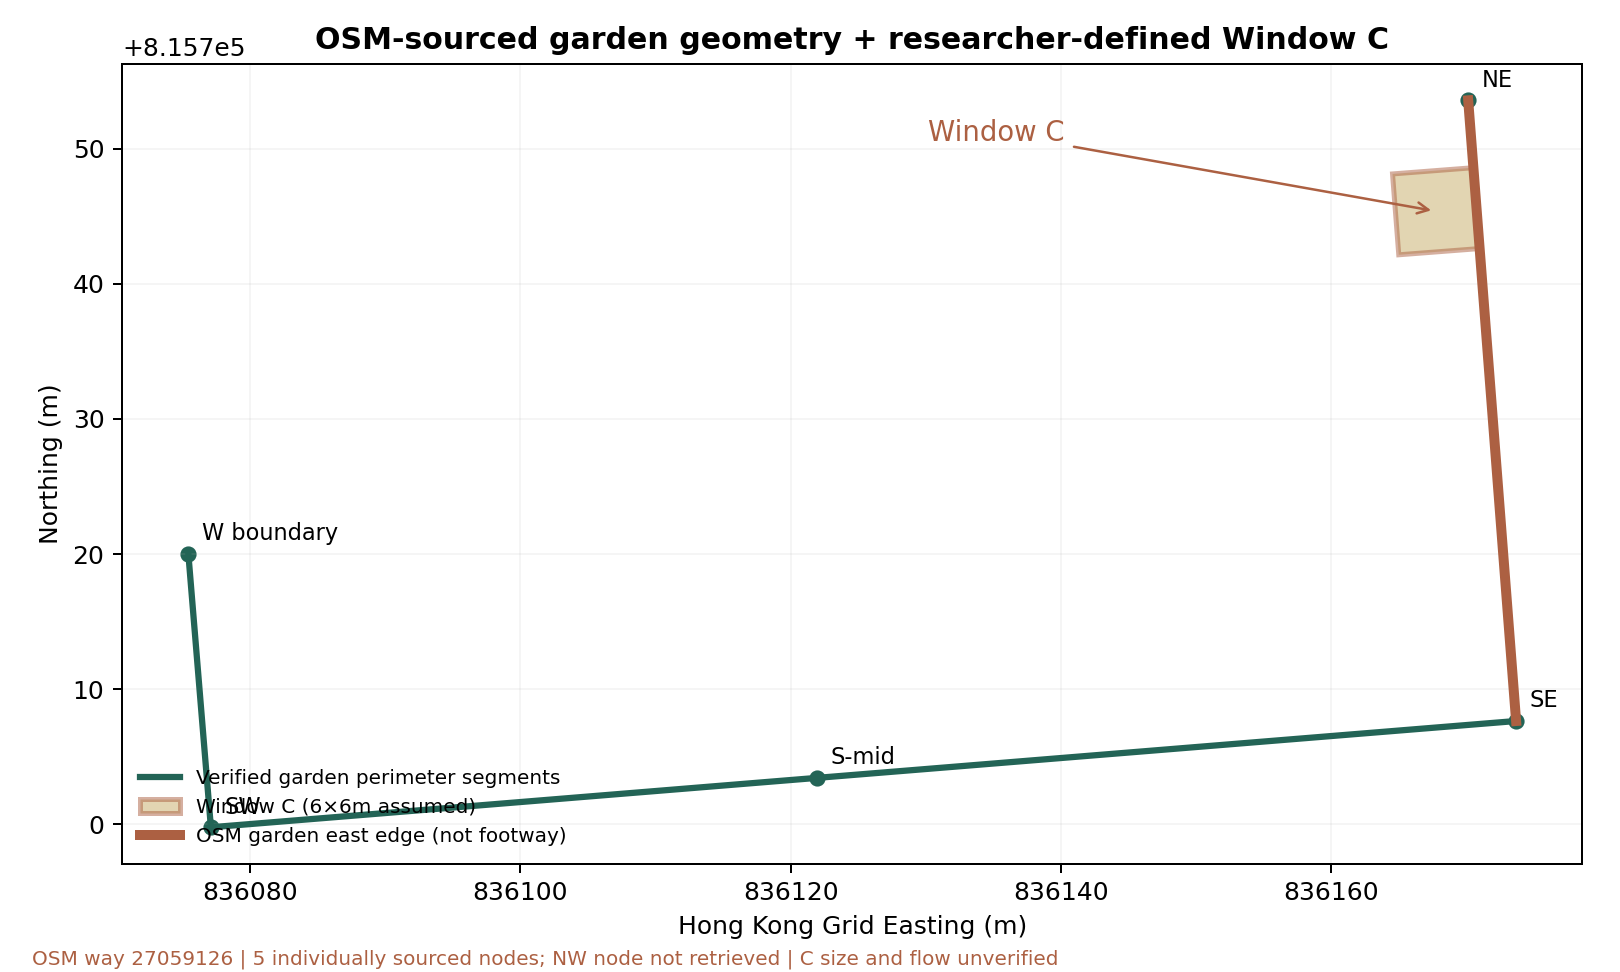 OSM-sourced garden geometry + researcher-defined Window C
+8.157e5
NE
Window C
50
40
30
20
10
0
Northing (m)
W boundary
SE
S-mid
SW
Verified garden perimeter segments
Window C (6×6m assumed)
OSM garden east edge (not footway)
836080 836100 836120 836140 836160
Hong Kong Grid Easting (m)
OSM way 27059126 | 5 individually sourced nodes; NW node not retrieved | C size and flow unverified